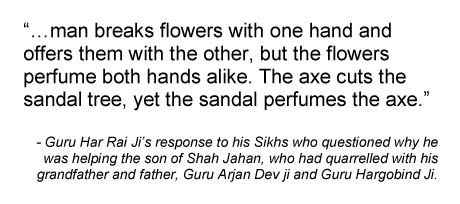 “…man breaks flowers with one hand and
offers them with the other, but the flowers
perfume both hands alike. The axe cuts the
sandal tree, yet the sandal perfumes the axe.”
- Guru Har Rai Ji’s response to his Sikhs who questioned why he
was helping the son of Shah Jahan, who had quarrelled with his
grandfather and father, Guru Arjan Dev ji and Guru Hargobind Ji.